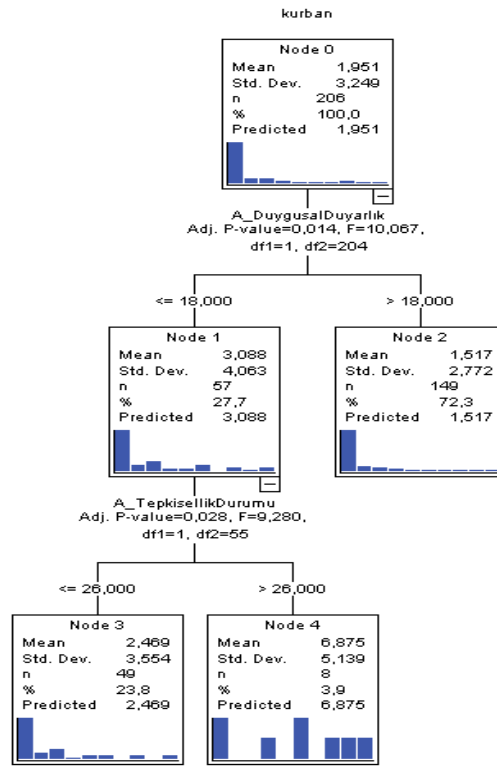 kurban
Node 0
Mean 1,951
Std. Dev. 3,249
n 206
% 100,0
Predicted 1,951
A_DuygusalDuyarlık
Adj. P-value=0,014, F=10,067,
df1=1, df2=204
<= 18,000
> 18,000
Node 1
Mean 3,088
Std. Dev. 4,063
n 57
% 27,7
Predicted 3,088
Node 2
Mean 1,517
Std. Dev. 2,772
n 149
% 72,3
Predicted 1,517
A_TepkisellikDurumu
Adj. P-value=0,028, F=9,280,
df1=1, df2=55
<= 26,000
> 26,000
Node 3
Mean 2,469
Std. Dev. 3,554
n 49
% 23,8
Predicted 2,469
Node 4
Mean 6,875
Std. Dev. 5,139
n 8
% 3,9
Predicted 6,875